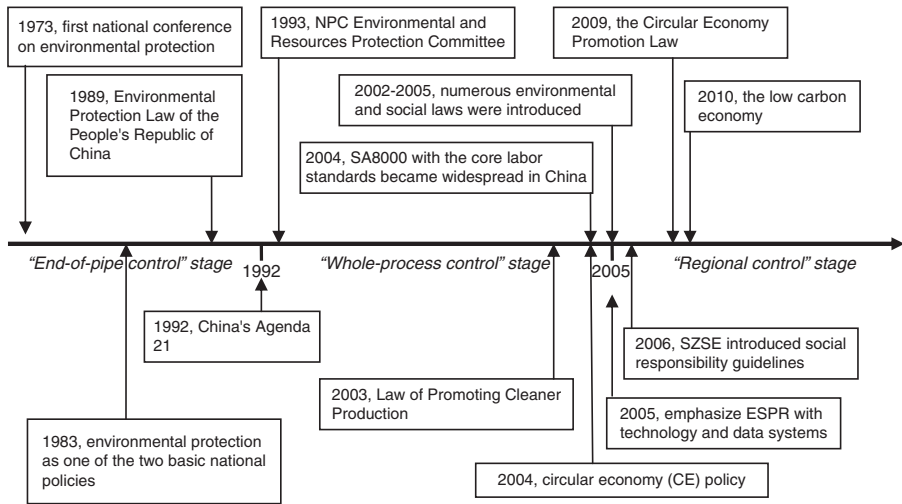 1973, first national conference
on environmental protection
1993, NPC Environmental and
Resources Protection Committee
2009, the Circular Economy
Promotion Law
1989, Environmental
Protection Law of the
People's Republic of
China
2002-2005, numerous environmental
and social laws were introduced
2010, the low carbon
economy
2004, SA8000 with the core labor
standards became widespread in China
“End-of-pipe control” stage
1992
“Whole-process control” stage
2005
“Regional control” stage
1992, China's Agenda
21
2006, SZSE introduced social
responsibility guidelines
2003, Law of Promoting Cleaner
Production
2005, emphasize ESPR with
technology and data systems
1983, environmental protection
as one of the two basic national
policies
2004, circular economy (CE) policy